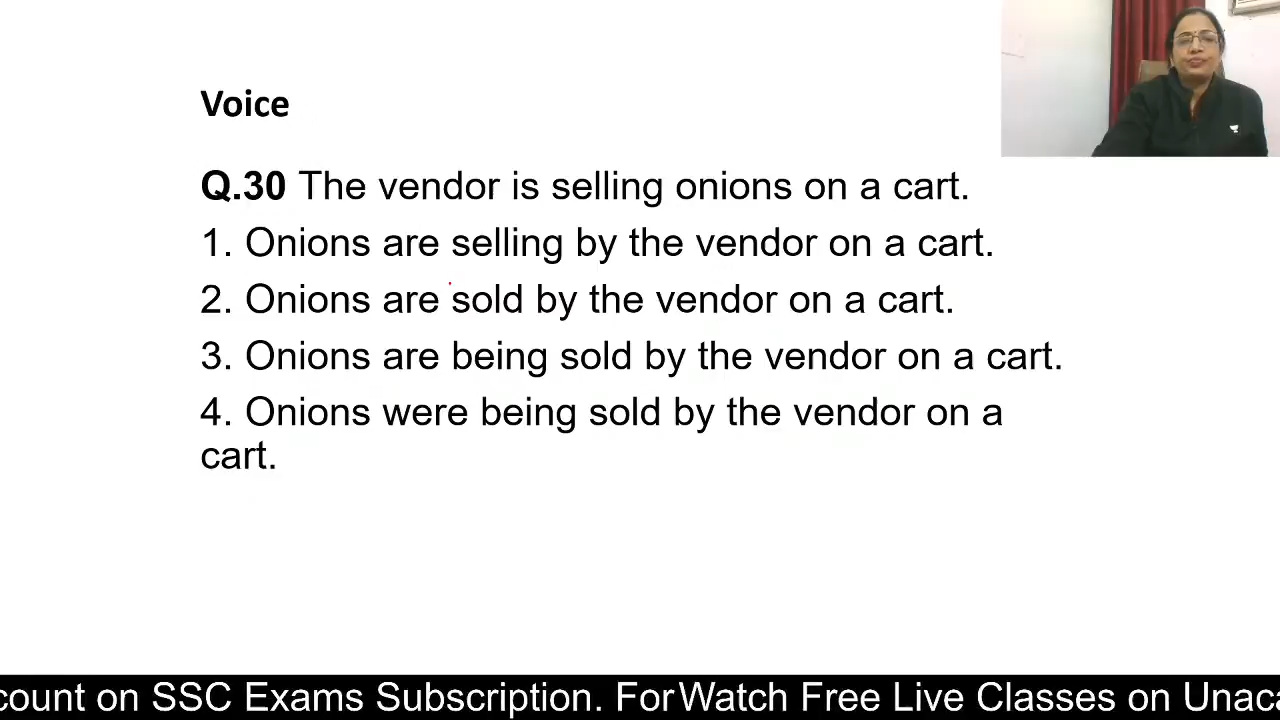 Voice
Q.30 The vendor is selling onions on a cart.
1. Onions are selling by the vendor on a cart.
2. Onions are sold by the vendor on a cart.
3. Onions are being sold by the vendor on a cart.
4. Onions were being sold by the vendor on a
cart.
count on SSC Exams Subscription. For Watch Free Live Classes on Unaca